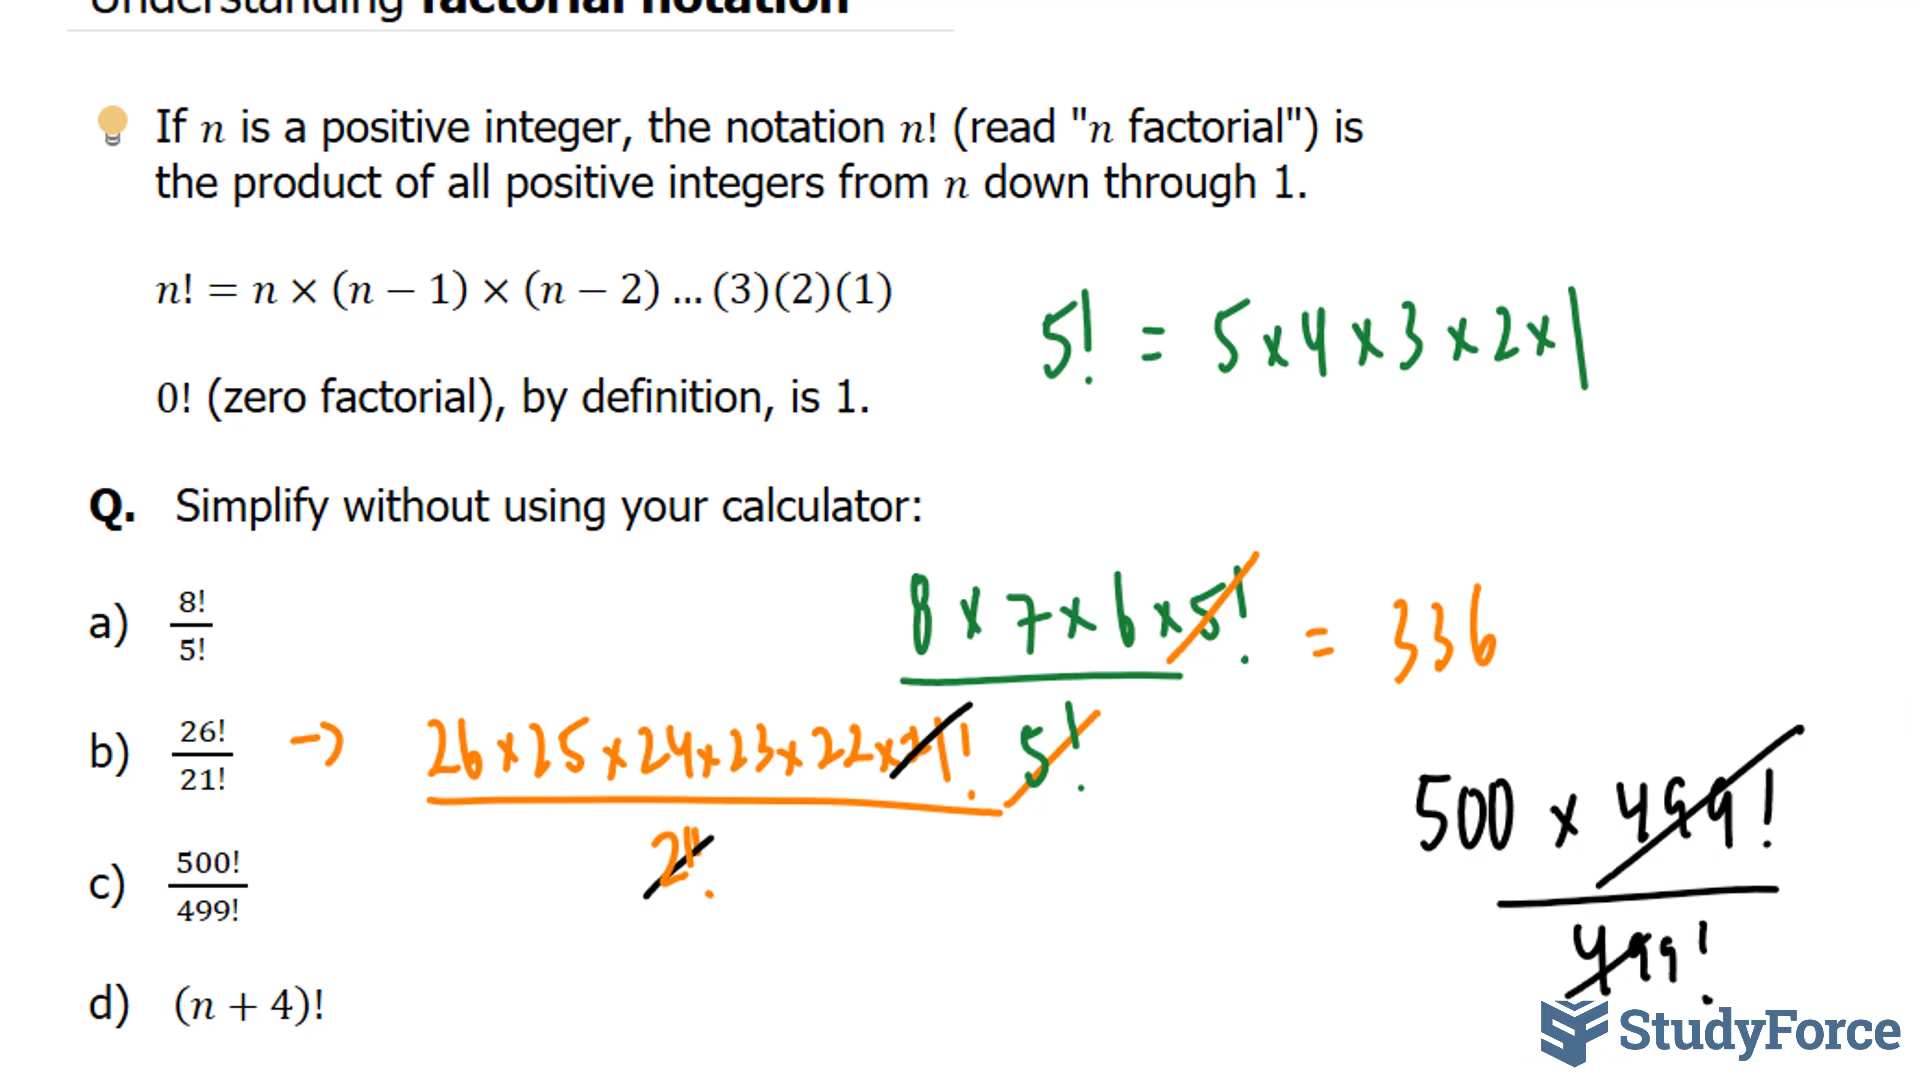 Understanding factorial notation
If n is a positive integer, the notation n! (read "n factorial") is
the product of all positive integers from n down through 1.
n! = n × (n − 1) × (n − 2) ... (3)(2)(1)
5! = 5 x 4 x 3 x 2 x 1
0! (zero factorial), by definition, is 1.
Q. Simplify without using your calculator:
a) 8!/5!
8 x 7 x 6 x 5! / 5! = 336
b) 26!/21! → 26 x 25 x 24 x 23 x 22 x 21! / 21!
c) 500!/499!
500 x 499! / 499!
d) (n + 4)!
StudyForce